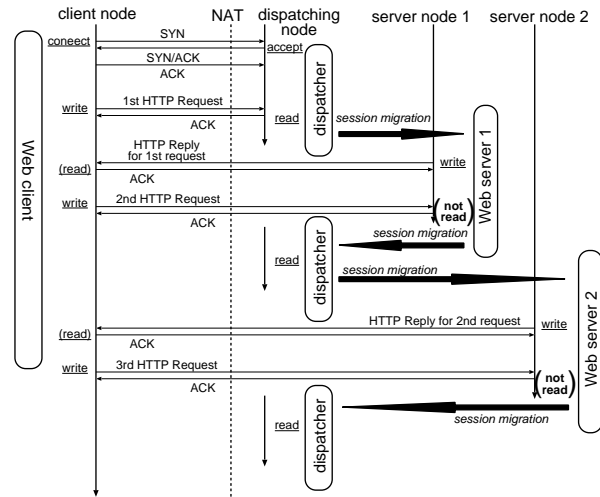 client node
NAT
dispatching
node
server node 1
server node 2
coneect
SYN
accept
SYN/ACK
ACK
write
1st HTTP Request
read
ACK
dispatcher
session migration
Web client
Web server 1
HTTP Reply
for 1st request
write
(read)
ACK
write
2nd HTTP Request
ACK
(not
read)
session migration
read
dispatcher
session migration
Web server 2
HTTP Reply for 2nd request
write
(read)
ACK
write
3rd HTTP Request
ACK
(not
read)
session migration
read
dispatcher